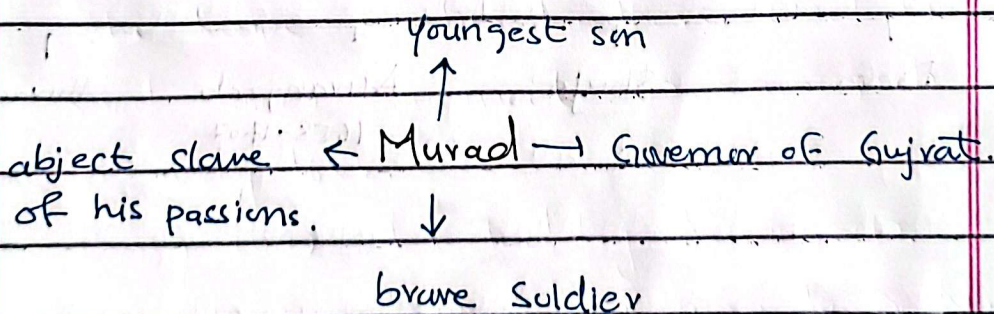 Youngest son
↑
abject slave ← Murad → Governor of Gujrat.
of his passions. ↓
brave Soldier